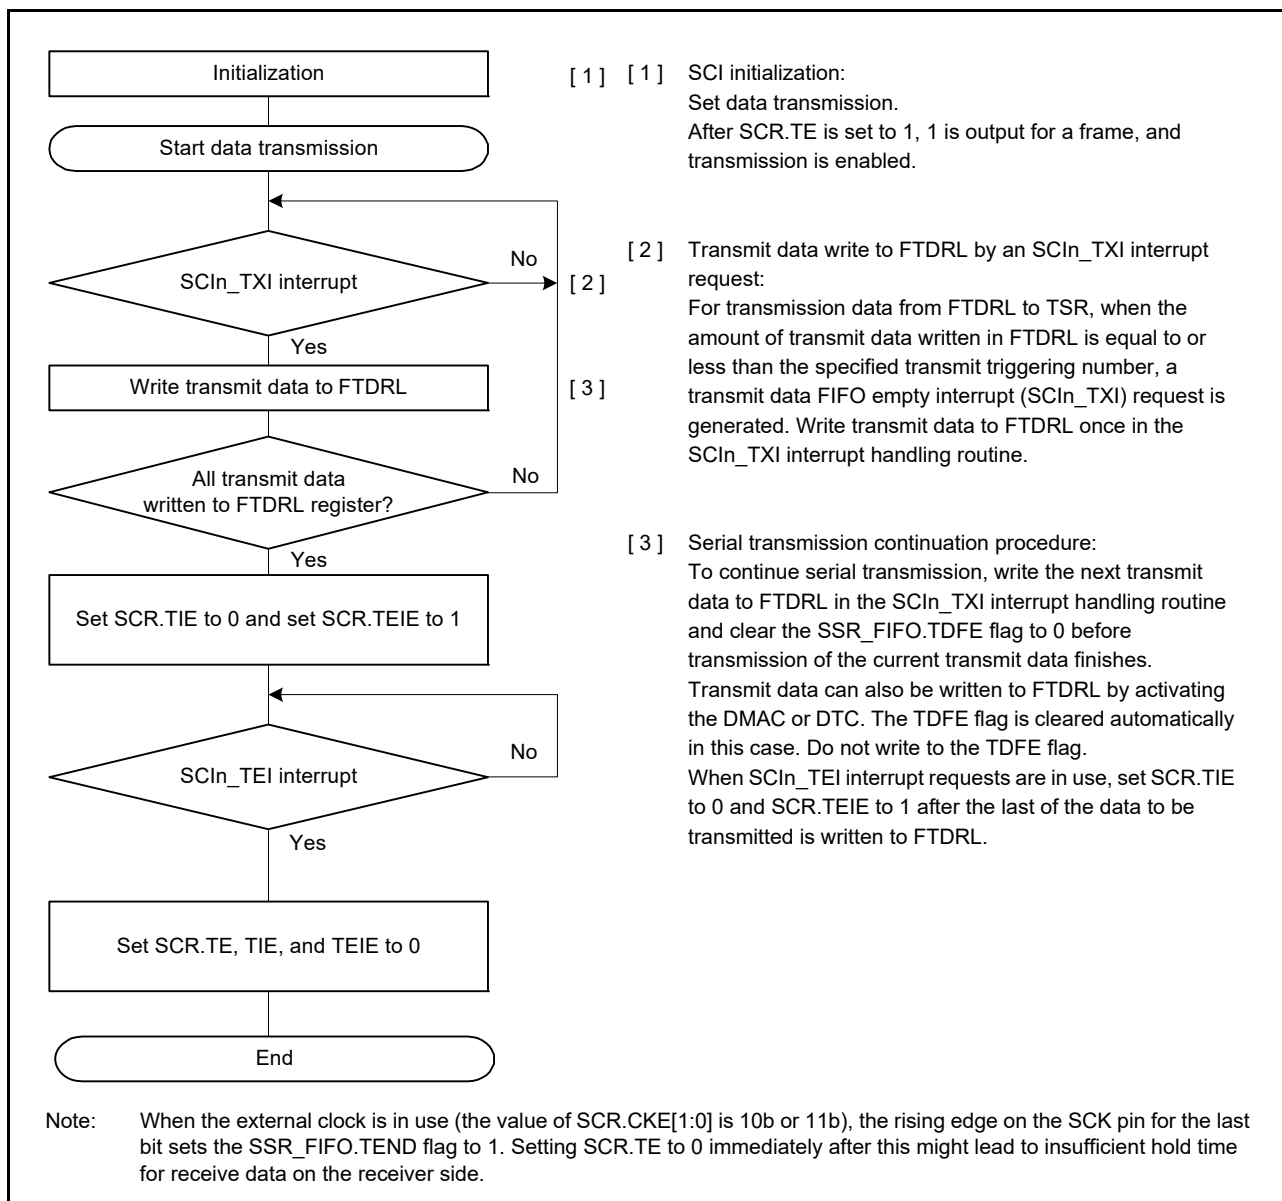 Initialization
[ 1 ]
Start data transmission
SCIn_TXI interrupt
No
[ 2 ]
Yes
Write transmit data to FTDRL
[ 3 ]
All transmit data
written to FTDRL register?
No
Yes
Set SCR.TIE to 0 and set SCR.TEIE to 1
SCIn_TEI interrupt
No
Yes
Set SCR.TE, TIE, and TEIE to 0
End
[ 1 ] SCI initialization:
Set data transmission.
After SCR.TE is set to 1, 1 is output for a frame, and
transmission is enabled.
[ 2 ] Transmit data write to FTDRL by an SCIn_TXI interrupt
request:
For transmission data from FTDRL to TSR, when the
amount of transmit data written in FTDRL is equal to or
less than the specified transmit triggering number, a
transmit data FIFO empty interrupt (SCIn_TXI) request is
generated. Write transmit data to FTDRL once in the
SCIn_TXI interrupt handling routine.
[ 3 ] Serial transmission continuation procedure:
To continue serial transmission, write the next transmit
data to FTDRL in the SCIn_TXI interrupt handling routine
and clear the SSR_FIFO.TDFE flag to 0 before
transmission of the current transmit data finishes.
Transmit data can also be written to FTDRL by activating
the DMAC or DTC. The TDFE flag is cleared automatically
in this case. Do not write to the TDFE flag.
When SCIn_TEI interrupt requests are in use, set SCR.TIE
to 0 and SCR.TEIE to 1 after the last of the data to be
transmitted is written to FTDRL.
Note: When the external clock is in use (the value of SCR.CKE[1:0] is 10b or 11b), the rising edge on the SCK pin for the last
bit sets the SSR_FIFO.TEND flag to 1. Setting SCR.TE to 0 immediately after this might lead to insufficient hold time
for receive data on the receiver side.